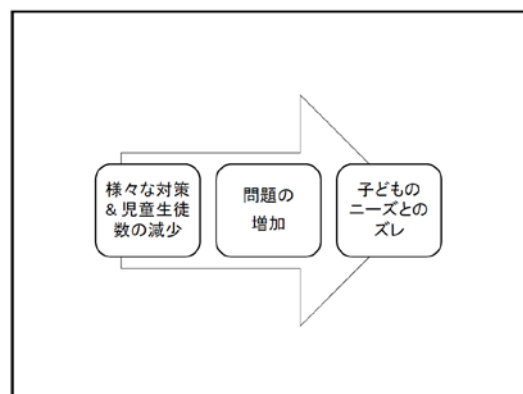 様々な対策
& 児童生徒
数の減少
問題の
増加
子どもの
ニーズとの
ズレ